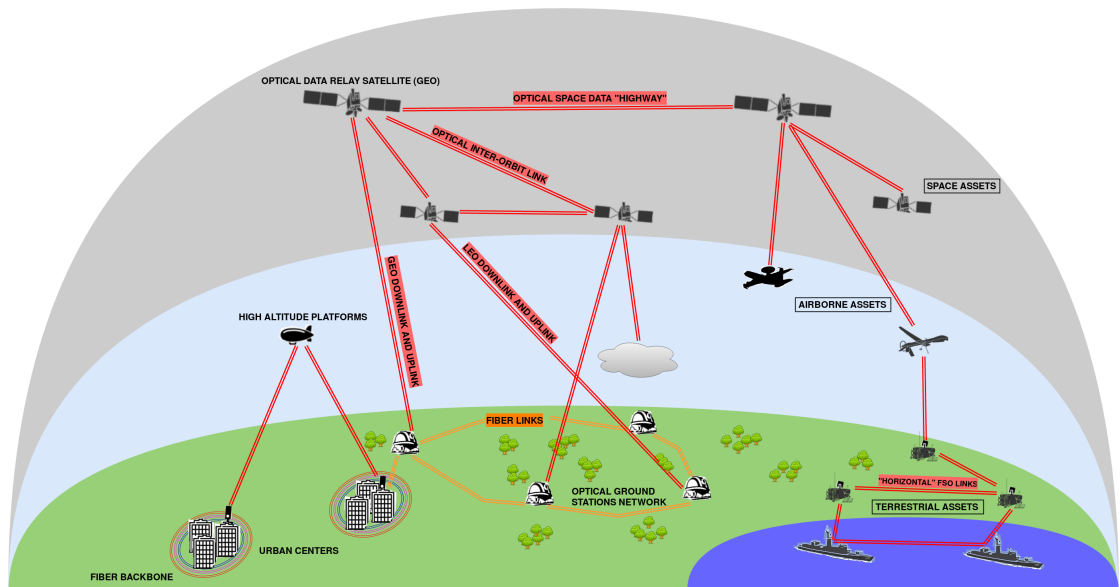 OPTICAL DATA RELAY SATELLITE (GEO)
OPTICAL SPACE DATA "HIGHWAY"
OPTICAL INTER-ORBIT LINK
SPACE ASSETS
GEO DOWNLINK AND UPLINK
LEO DOWNLINK AND UPLINK
AIRBORNE ASSETS
HIGH ALTITUDE PLATFORMS
FIBER LINKS
"HORIZONTAL" FSO LINKS
OPTICAL GROUND
STATIONS NETWORK
TERRESTRIAL ASSETS
URBAN CENTERS
FIBER BACKBONE